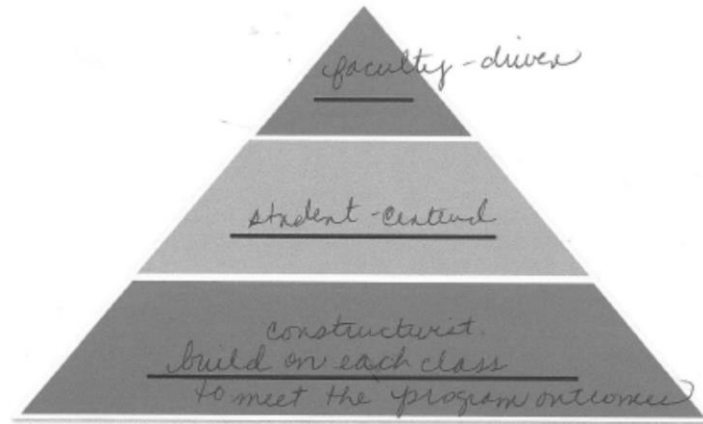 faculty-driven
student-centered
constructivist.
build on each class
to meet the program outcomes